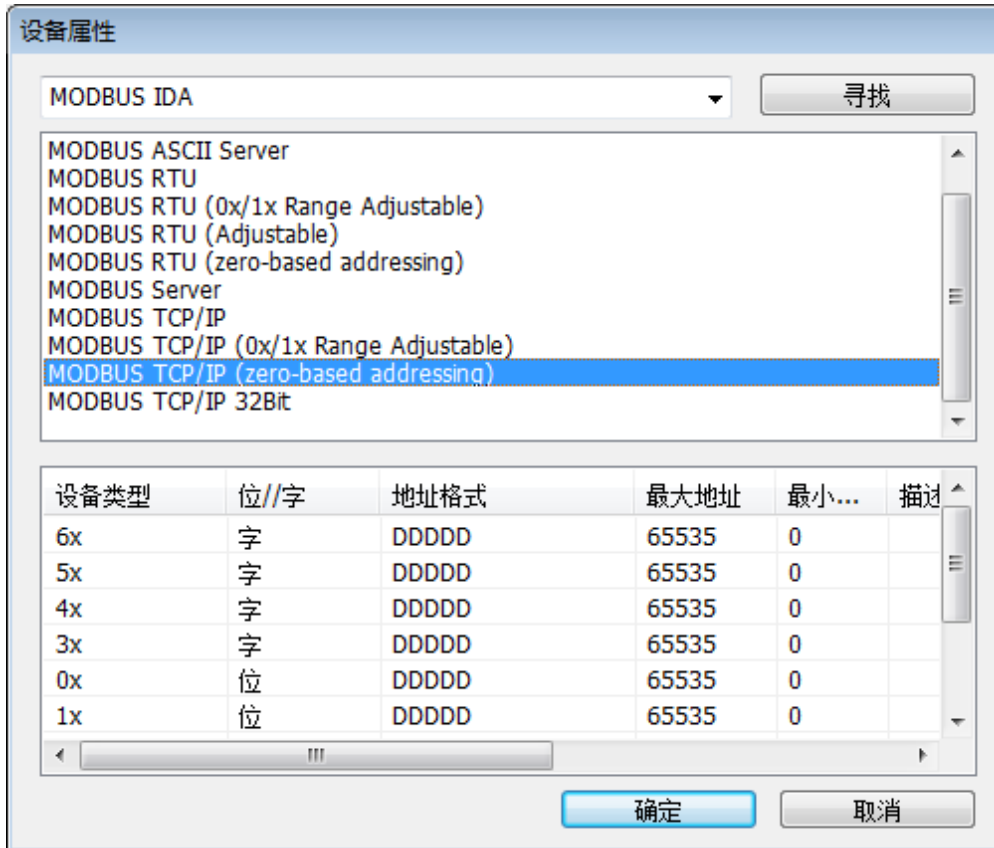 设备属性
MODBUS IDA
寻找
MODBUS ASCII Server
MODBUS RTU
MODBUS RTU (0x/1x Range Adjustable)
MODBUS RTU (Adjustable)
MODBUS RTU (zero-based addressing)
MODBUS Server
MODBUS TCP/IP
MODBUS TCP/IP (0x/1x Range Adjustable)
MODBUS TCP/IP (zero-based addressing)
MODBUS TCP/IP 32Bit
设备类型 位//字 地址格式 最大地址 最小... 描述
6x 字 DDDDD 65535 0
5x 字 DDDDD 65535 0
4x 字 DDDDD 65535 0
3x 字 DDDDD 65535 0
0x 位 DDDDD 65535 0
1x 位 DDDDD 65535 0
确定 取消